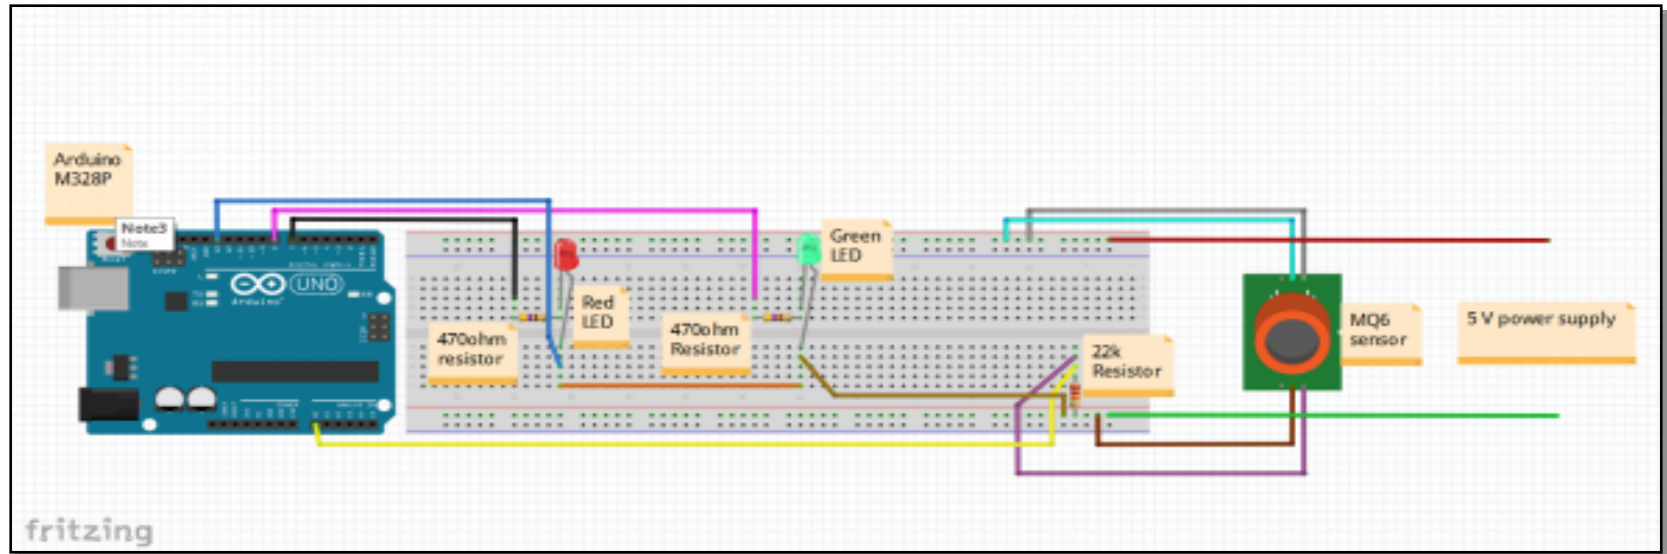 Arduino
M328P
Note3
Note
Green
LED
Red
LED
470ohm
resistor
470ohm
Resistor
22k
Resistor
MQ6
sensor
5 V power supply
UNO
Arduino
fritzing